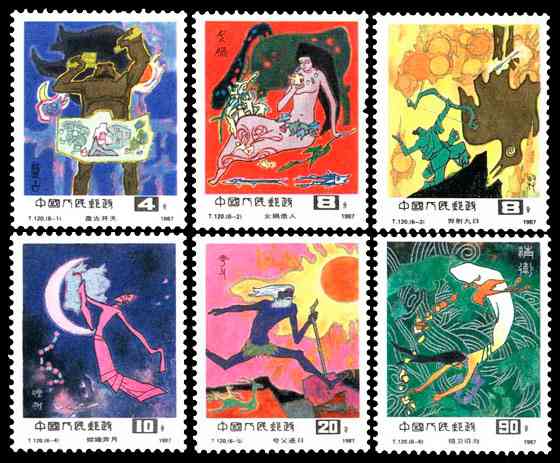 盘古
中国人民邮政 4分
T.120.(6-1) 盘古开天 1987
女娲
中国人民邮政 8分
T.120.(6-2) 女娲造人 1987
中国人民邮政 8分
T.120.(6-3) 羿射九日 1987
嫦娥
中国人民邮政 10分
T.120.(6-4) 嫦娥奔月 1987
夸父
中国人民邮政 20分
T.120.(6-5) 夸父逐日 1987
精卫
中国人民邮政 90分
T.120.(6-6) 精卫填海 1987